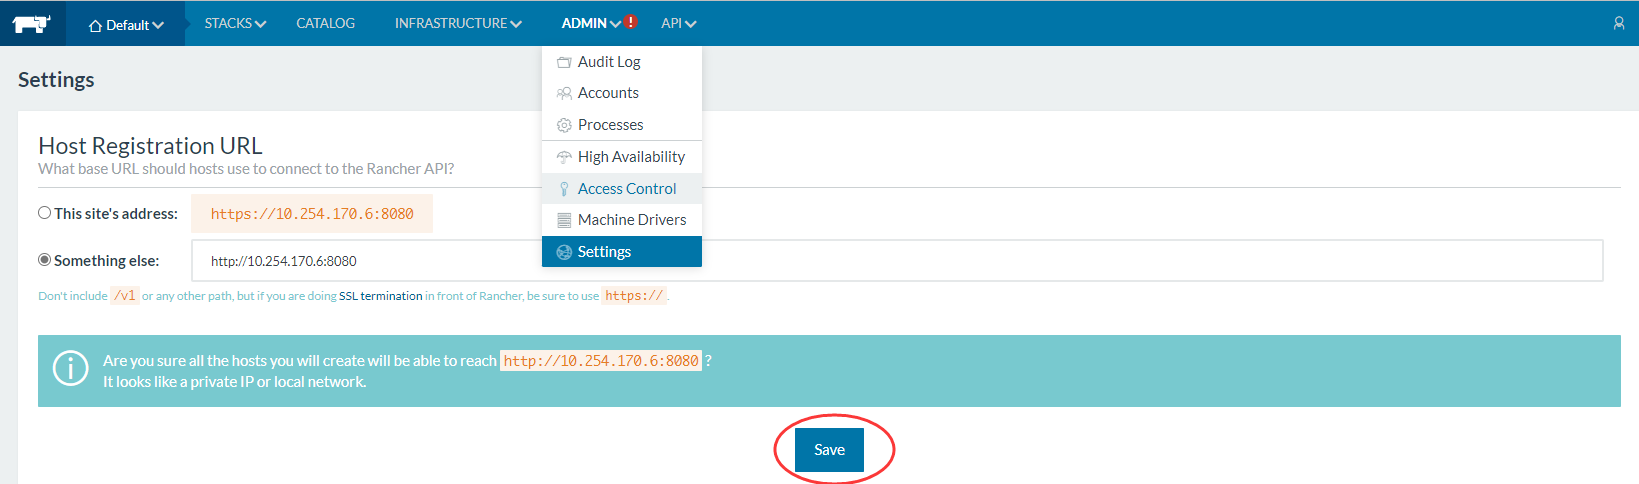 Default STACKS CATALOG INFRASTRUCTURE ADMIN ! API
Audit Log
Accounts
Processes
High Availability
Access Control
Machine Drivers
Settings
Settings
Host Registration URL
What base URL should hosts use to connect to the Rancher API?
This site's address: https://10.254.170.6:8080
Something else: http://10.254.170.6:8080
Don't include /v1 or any other path, but if you are doing SSL termination in front of Rancher, be sure to use https:// .
Are you sure all the hosts you will create will be able to reach http://10.254.170.6:8080 ?
It looks like a private IP or local network.
Save